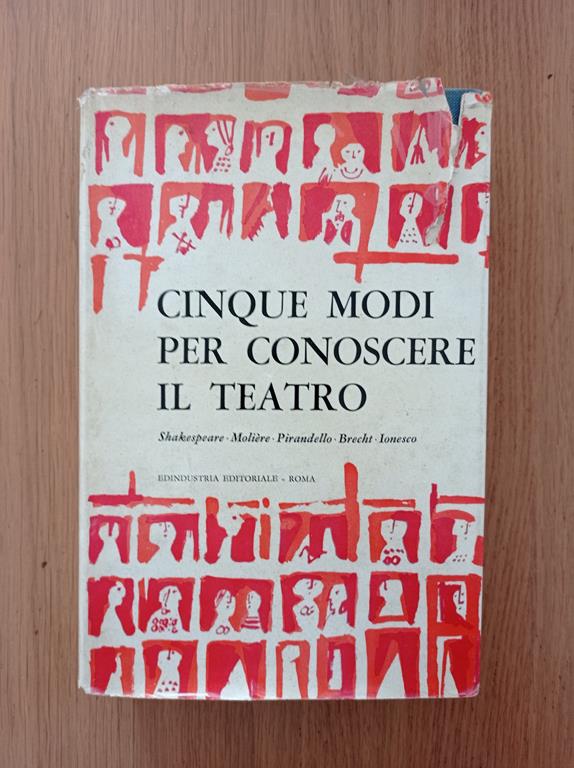 CINQUE MODI
PER CONOSCERE
IL TEATRO
Shakespeare · Molière · Pirandello · Brecht · Ionesco
EDINDUSTRIA EDITORIALE - ROMA